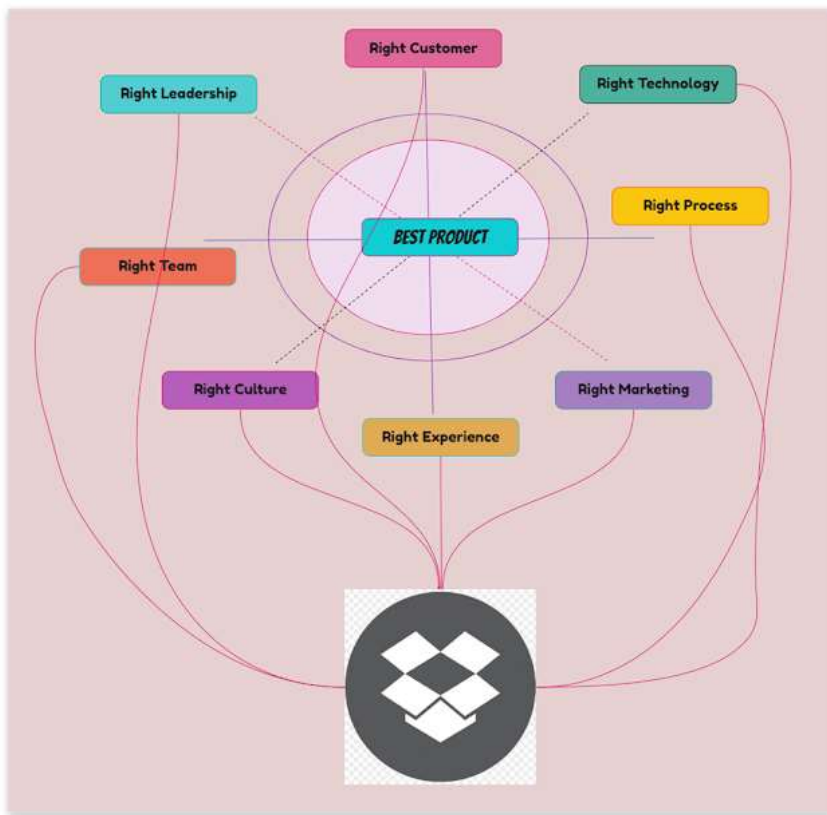 Right Customer
Right Leadership
Right Technology
Right Process
BEST PRODUCT
Right Team
Right Culture
Right Marketing
Right Experience